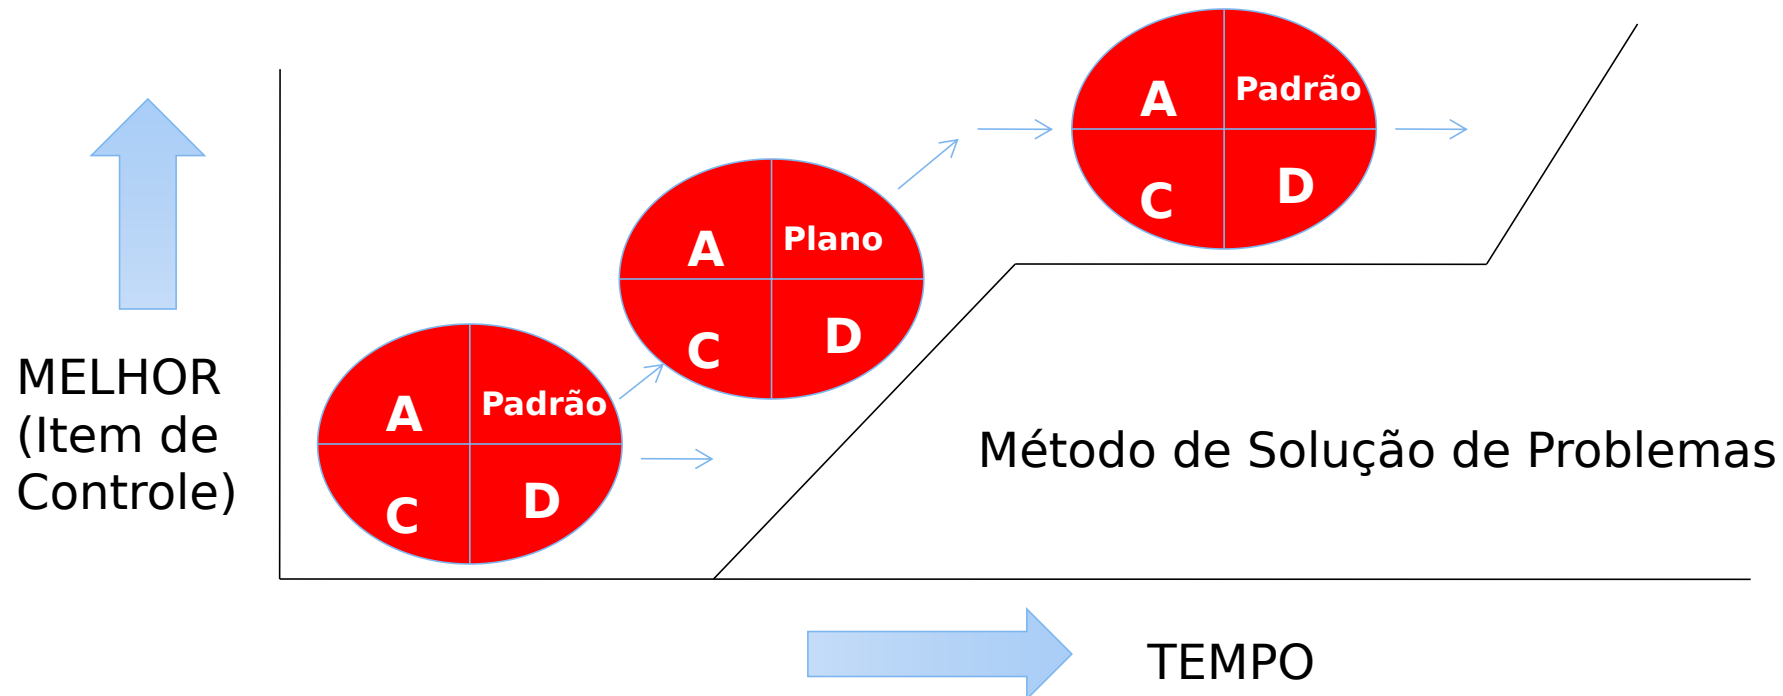 A
Padrão
C
D
A
Plano
C
D
A
Padrão
C
D
MELHOR
(Item de
Controle)
Método de Solução de Problemas
TEMPO